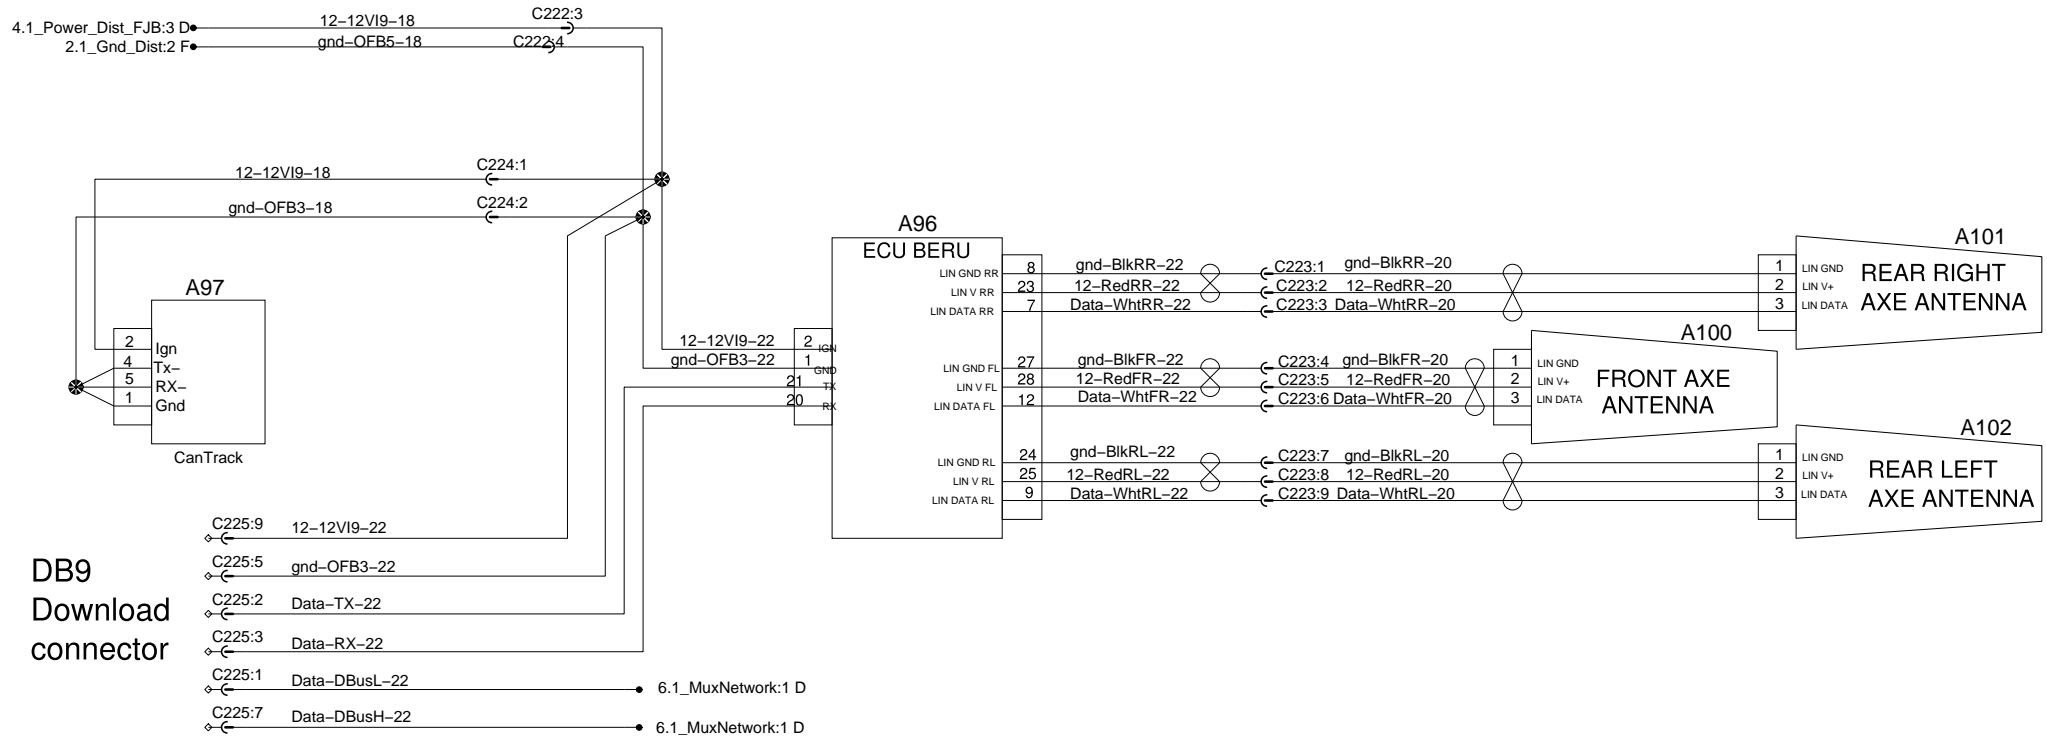 4.1_Power_Dist_FJB:3 D
12-12VI9-18
C222:3
2.1_Gnd_Dist:2 F
gnd-OFB5-18
C222:4
12-12VI9-18
C224:1
gnd-OFB3-18
C224:2
A97
2 Ign
4 Tx-
5 RX-
1 Gnd
CanTrack
A96
ECU BERU
12-12VI9-22
2
IGN
gnd-OFB3-22
1
GND
21
TX
20
RX
LIN GND RR 8 gnd-BlkRR-22 C223:1 gnd-BlkRR-20
LIN V RR 23 12-RedRR-22 C223:2 12-RedRR-20
LIN DATA RR 7 Data-WhtRR-22 C223:3 Data-WhtRR-20
A101
1 LIN GND
2 LIN V+
3 LIN DATA
REAR RIGHT
AXE ANTENNA
LIN GND FL 27 gnd-BlkFR-22 C223:4 gnd-BlkFR-20
LIN V FL 28 12-RedFR-22 C223:5 12-RedFR-20
LIN DATA FL 12 Data-WhtFR-22 C223:6 Data-WhtFR-20
A100
1 LIN GND
2 LIN V+
3 LIN DATA
FRONT AXE
ANTENNA
LIN GND RL 24 gnd-BlkRL-22 C223:7 gnd-BlkRL-20
LIN V RL 25 12-RedRL-22 C223:8 12-RedRL-20
LIN DATA RL 9 Data-WhtRL-22 C223:9 Data-WhtRL-20
A102
1 LIN GND
2 LIN V+
3 LIN DATA
REAR LEFT
AXE ANTENNA
DB9
Download
connector
C225:9 12-12VI9-22
C225:5 gnd-OFB3-22
C225:2 Data-TX-22
C225:3 Data-RX-22
C225:1 Data-DBusL-22 6.1_MuxNetwork:1 D
C225:7 Data-DBusH-22 6.1_MuxNetwork:1 D